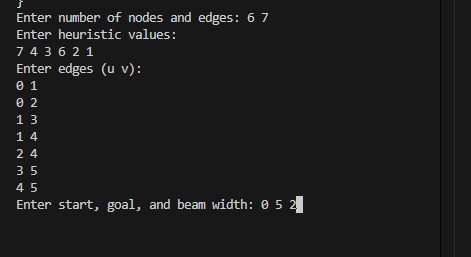 }
Enter number of nodes and edges: 6 7
Enter heuristic values:
7 4 3 6 2 1
Enter edges (u v):
0 1
0 2
1 3
1 4
2 4
3 5
4 5
Enter start, goal, and beam width: 0 5 2